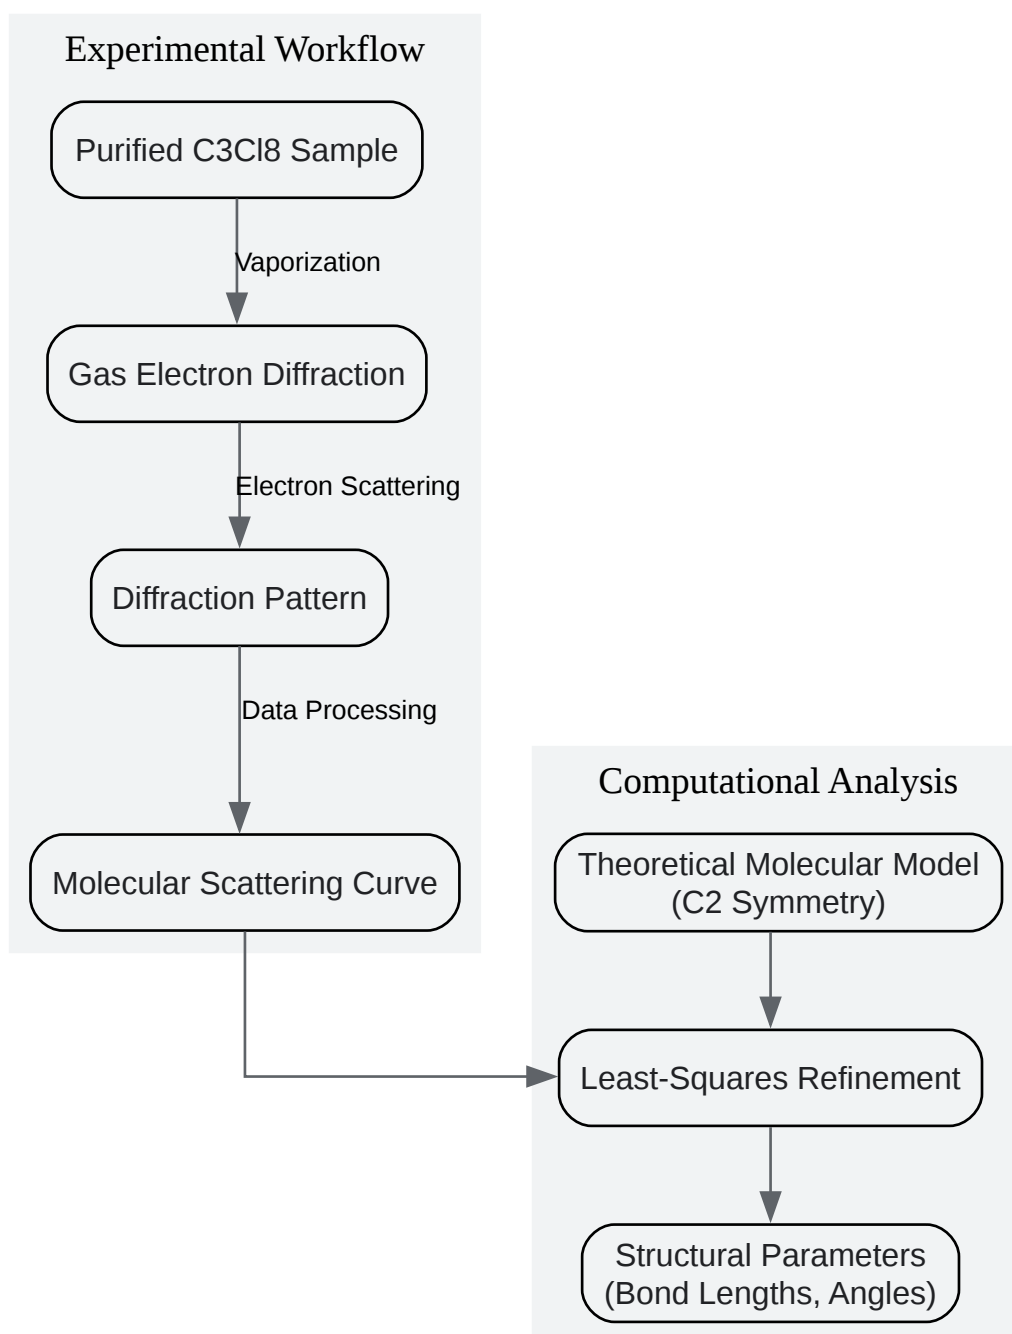 Experimental Workflow
Purified C3Cl8 Sample
Vaporization
Gas Electron Diffraction
Electron Scattering
Diffraction Pattern
Data Processing
Molecular Scattering Curve
Computational Analysis
Theoretical Molecular Model
(C2 Symmetry)
Least-Squares Refinement
Structural Parameters
(Bond Lengths, Angles)